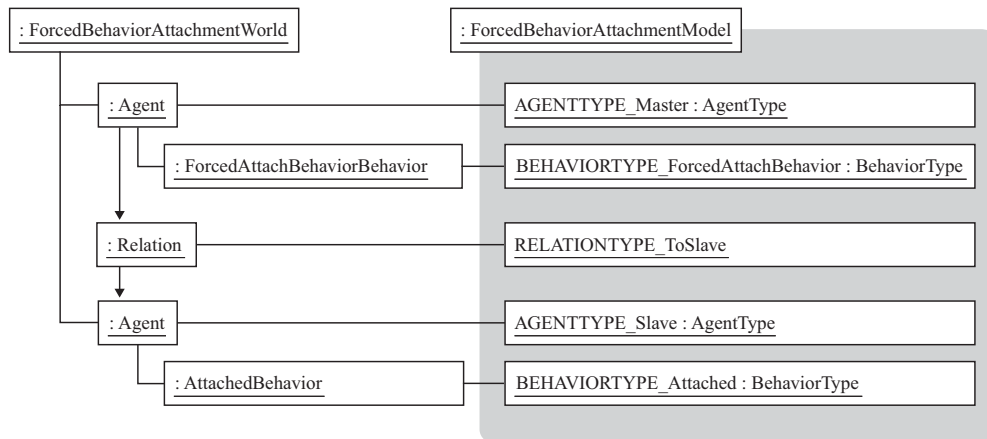 : ForcedBehaviorAttachmentWorld
: ForcedBehaviorAttachmentModel
: Agent
AGENTTYPE_Master : AgentType
: ForcedAttachBehaviorBehavior
BEHAVIORTYPE_ForcedAttachBehavior : BehaviorType
: Relation
RELATIONTYPE_ToSlave
: Agent
AGENTTYPE_Slave : AgentType
: AttachedBehavior
BEHAVIORTYPE_Attached : BehaviorType